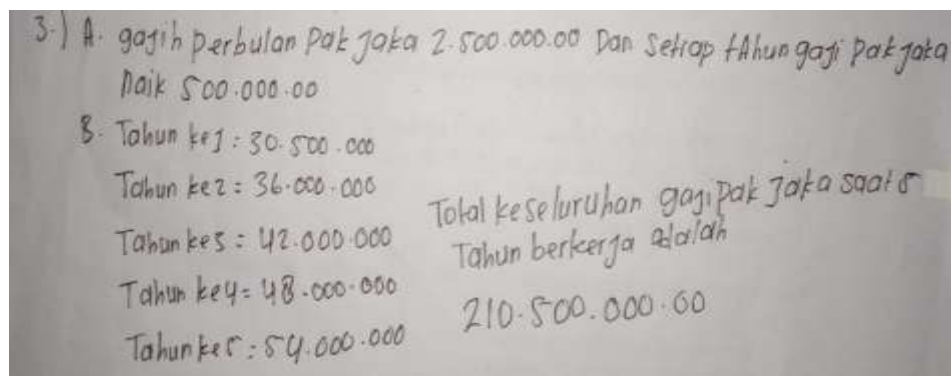 3.) A. gajih perbulan Pak jaka 2.500.000.00 Dan Setiap tAhun gaji pak jaka
Naik 500.000.00
B. Tahun ke1 : 30.500.000
Tahun ke2 : 36.000.000
Tahun ke3 : 42.000.000
Tahun ke4 = 48.000.000
Tahun ke5 : 54.000.000
Total keseluruhan gaji pak Jaka saat 5
Tahun berkerja adalah
210.500.000.00